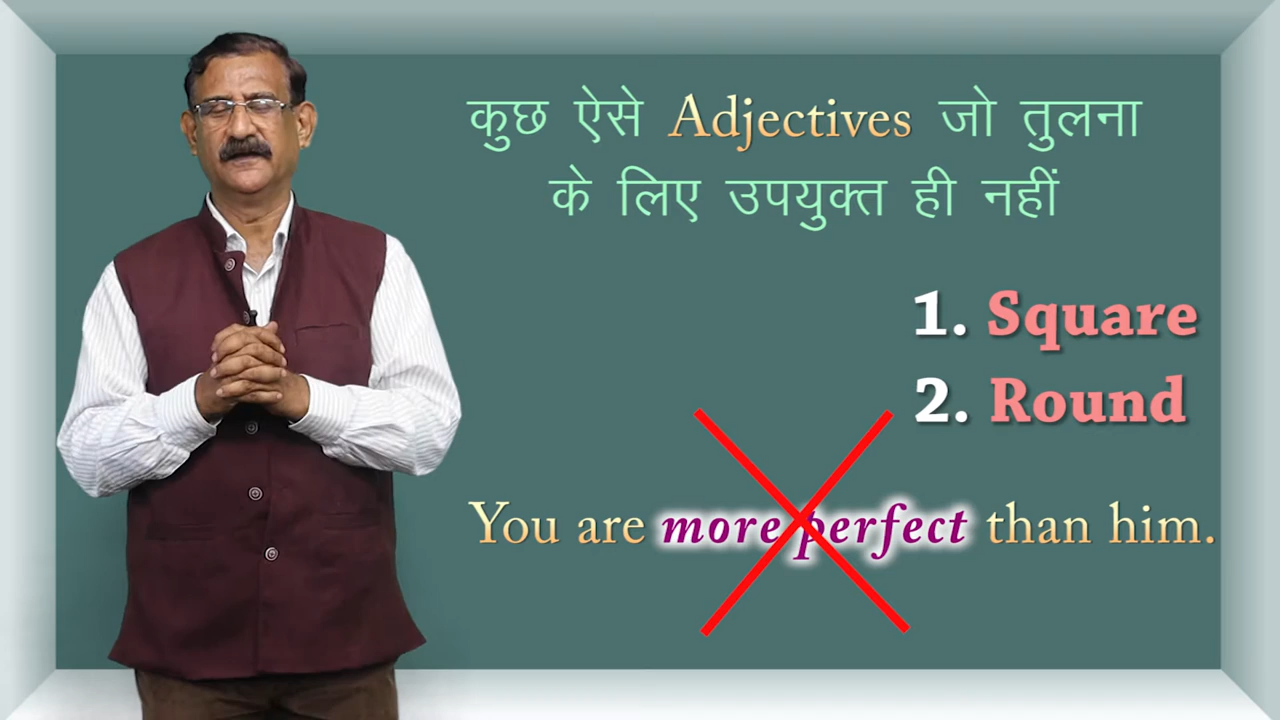 कुछ ऐसे Adjectives जो तुलना
के लिए उपयुक्त ही नहीं
1. Square
2. Round
You are more perfect than him.